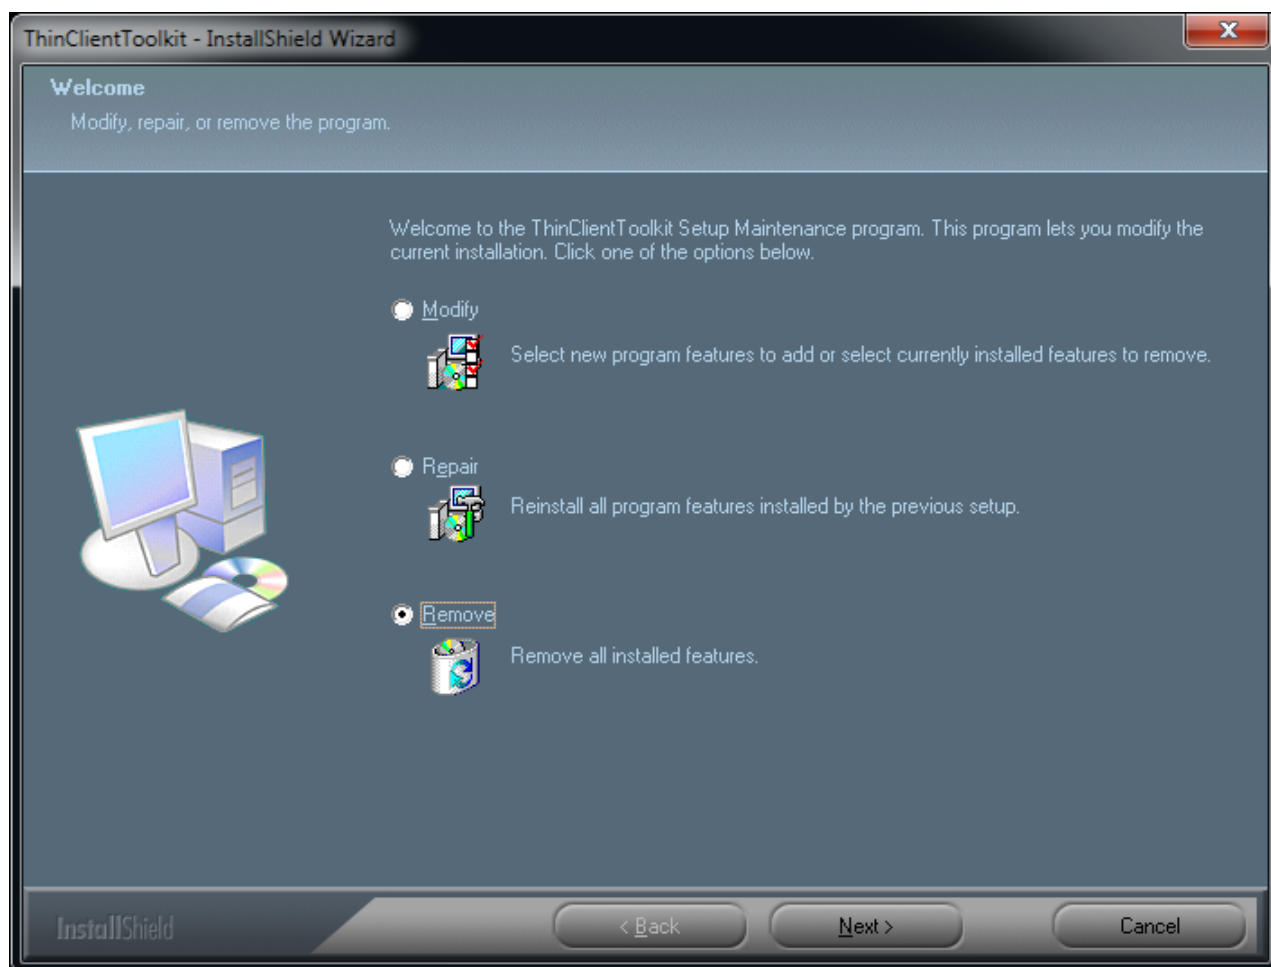 ThinClientToolkit - InstallShield Wizard
Welcome
Modify, repair, or remove the program.
Welcome to the ThinClientToolkit Setup Maintenance program. This program lets you modify the
current installation. Click one of the options below.
Modify
Select new program features to add or select currently installed features to remove.
Repair
Reinstall all program features installed by the previous setup.
Remove
Remove all installed features.
InstallShield
< Back
Next >
Cancel